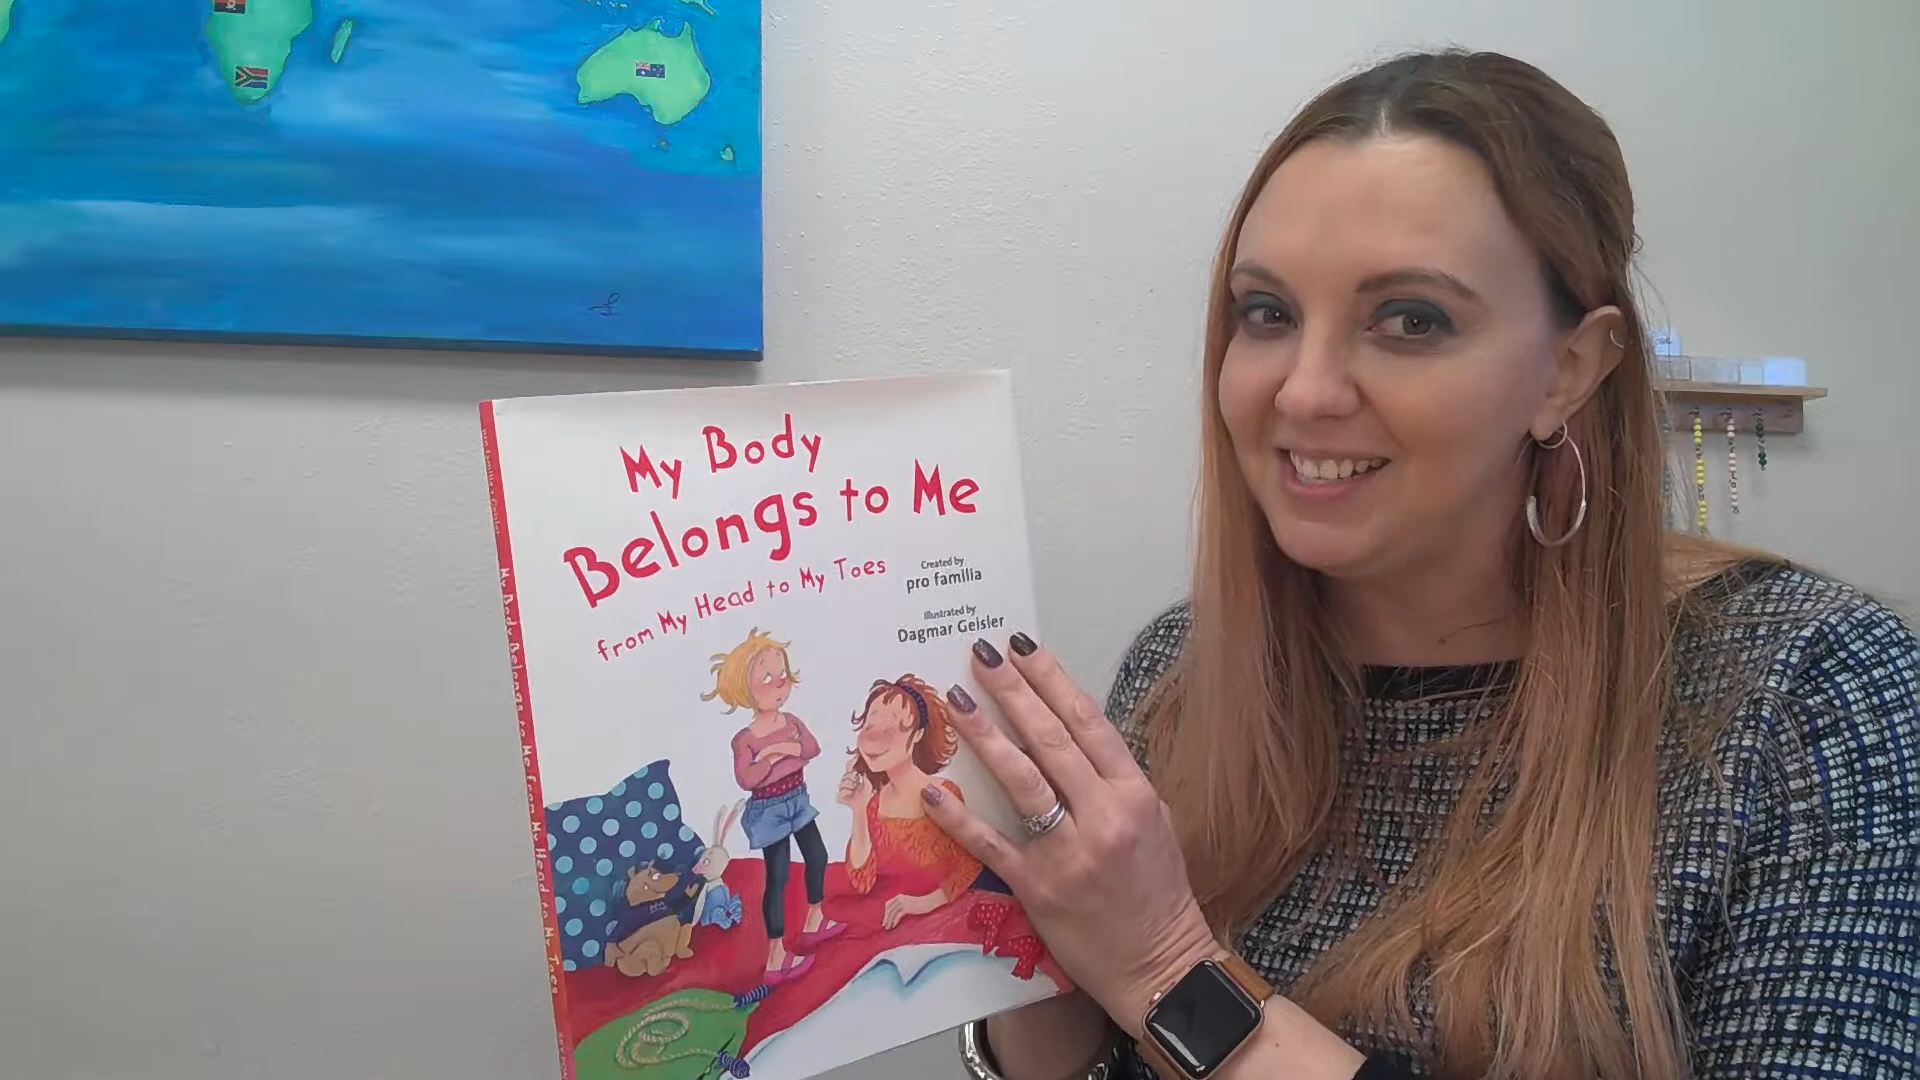 My Body
Belongs to Me
from My Head to My Toes
Created by
pro familia
Illustrated by
Dagmar Geisler
My Body Belongs to Me from My Head to My Toes